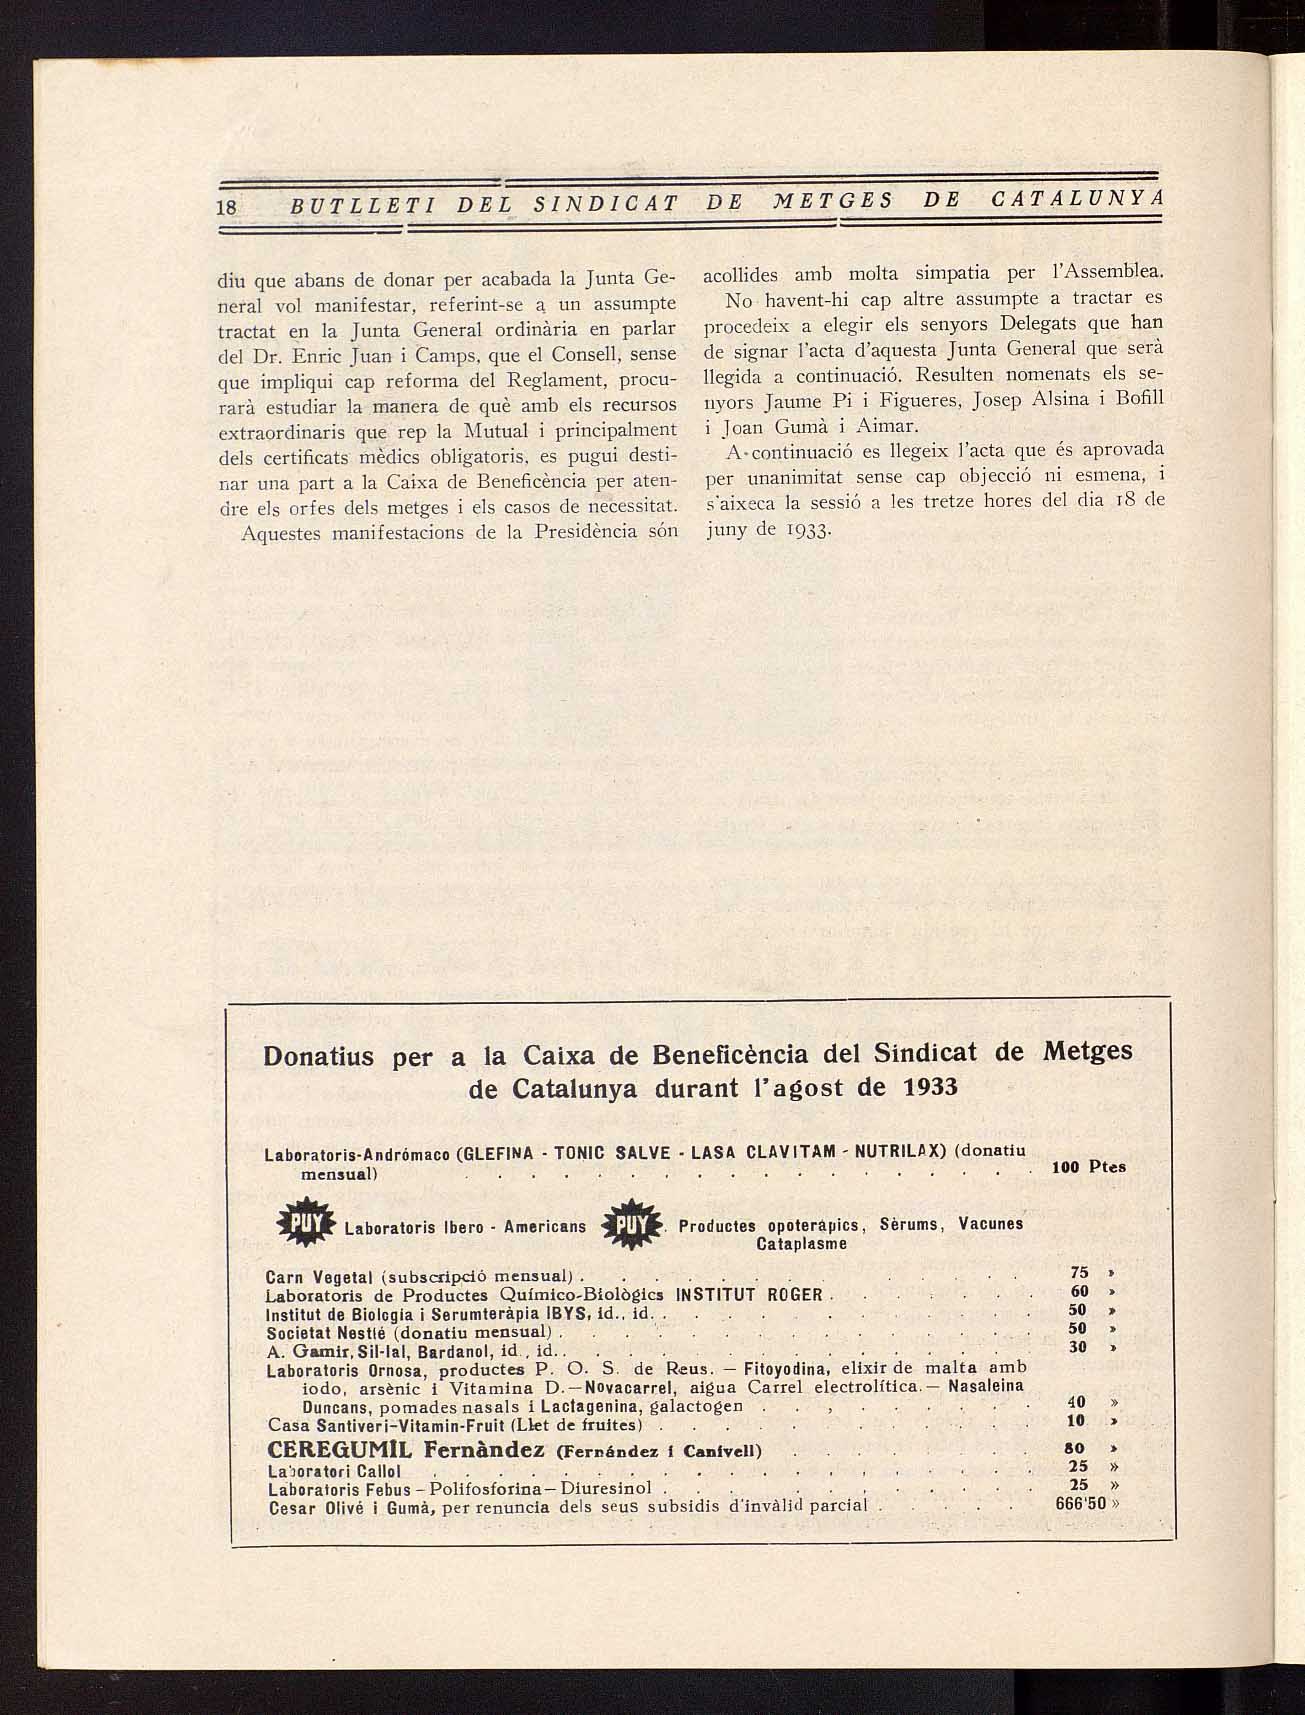 18 BUTLLETI DEL SINDICAT DE METGES DE CATALUNYA
diu que abans de donar per acabada la Junta Ge-
neral vol manifestar, referint-se a un assumpte
tractat en la Junta General ordinària en parlar
del Dr. Enric Juan i Camps, que el Consell, sense
que impliqui cap reforma del Reglament, procu-
rarà estudiar la manera de què amb els recursos
extraordinaris que rep la Mutual i principalment
dels certificats mèdics obligatoris, es pugui desti-
nar una part a la Caixa de Beneficència per aten-
dre els orfes dels metges i els casos de necessitat.
Aquestes manifestacions de la Presidència són
acollides amb molta simpatia per l'Assemblea.
No havent-hi cap altre assumpte a tractar es
procedeix a elegir els senyors Delegats que han
de signar l'acta d'aquesta Junta General que serà
llegida a continuació. Resulten nomenats els se-
nyors Jaume Pi i Figueres, Josep Alsina i Bofill
i Joan Gumà i Aimar.
A continuació es llegeix l'acta que és aprovada
per unanimitat sense cap objecció ni esmena, i
s'aixeca la sessió a les tretze hores del dia 18 de
juny de 1933.
Donatius per a la Caixa de Beneficència del Sindicat de Metges
de Catalunya durant l'agost de 1933
Laboratoris-Andrómaco (GLEFINA - TONIC SALVE - LASA CLAVITAM - NUTRILAX) (donatiu
mensual) . . . . . . . . . . . . . . . . . . 100 Ptes
PUY Laboratoris Ibero - Americans PUY. Productes opoteràpics, Sèrums, Vacunes
Cataplasme
Carn Vegetal (subscripció mensual) . . . . . . . . . . . . . 75 »
Laboratoris de Productes Químico-Biològics INSTITUT ROGER . . . . . . . 60 »
Institut de Biologia i Serumteràpia IBYS, id., id. . . . . . . . . . . . . 50 »
Societat Nestlé (donatiu mensual) . . . . . . . . . . . . . . . 50 »
A. Gamir, Sil-lal, Bardanol, id., id. . . . . . . . . . . . . . . . 30 »
Laboratoris Ornosa, productes P. O. S. de Reus. — Fitoyodina, elixir de malta amb
iodo, arsènic i Vitamina D.—Novacarrel, aigua Carrel electrolítica.— Nasaleina
Duncans, pomades nasals i Lactagenina, galactogen . . . . . . . . . 40 »
Casa Santiveri-Vitamin-Fruit (Llet de fruites) . . . . . . . . . . . . 10 »
CEREGUMIL Fernàndez (Fernández i Canivell) . . . . . . . . 80 »
Laboratori Callol . . . . . . . . . . . . . . . . . . . 25 »
Laboratoris Febus – Polifosforina — Diuresinol . . . . . . . . . . . . 25 »
Cesar Olivé i Gumà, per renuncia dels seus subsidis d'invàlid parcial . . . . . 666'50 »